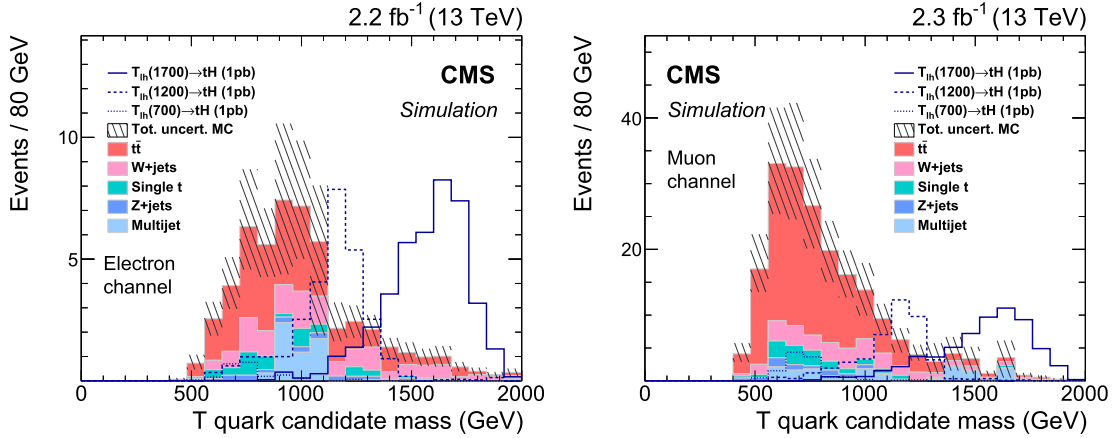 2.2 fb⁻¹ (13 TeV)
Events / 80 GeV
10
5
T_lh(1700)→tH (1pb)
T_lh(1200)→tH (1pb)
T_lh(700)→tH (1pb)
Tot. uncert. MC
tt̄
W+jets
Single t
Z+jets
Multijet
CMS
Simulation
Electron
channel
0 500 1000 1500 2000
T quark candidate mass (GeV)
2.3 fb⁻¹ (13 TeV)
Events / 80 GeV
40
20
CMS
Simulation
Muon
channel
T_lh(1700)→tH (1pb)
T_lh(1200)→tH (1pb)
T_lh(700)→tH (1pb)
Tot. uncert. MC
tt̄
W+jets
Single t
Z+jets
Multijet
0 500 1000 1500 2000
T quark candidate mass (GeV)